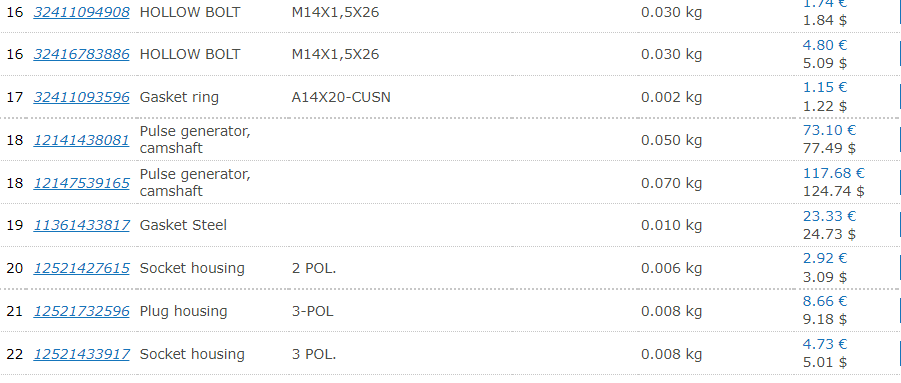 1.74 €
16 32411094908 HOLLOW BOLT M14X1,5X26 0.030 kg
1.84 $
4.80 €
16 32416783886 HOLLOW BOLT M14X1,5X26 0.030 kg
5.09 $
1.15 €
17 32411093596 Gasket ring A14X20-CUSN 0.002 kg
1.22 $
Pulse generator, 73.10 €
18 12141438081 0.050 kg
camshaft 77.49 $
Pulse generator, 117.68 €
18 12147539165 0.070 kg
camshaft 124.74 $
23.33 €
19 11361433817 Gasket Steel 0.010 kg
24.73 $
2.92 €
20 12521427615 Socket housing 2 POL. 0.006 kg
3.09 $
8.66 €
21 12521732596 Plug housing 3-POL 0.008 kg
9.18 $
4.73 €
22 12521433917 Socket housing 3 POL. 0.008 kg
5.01 $